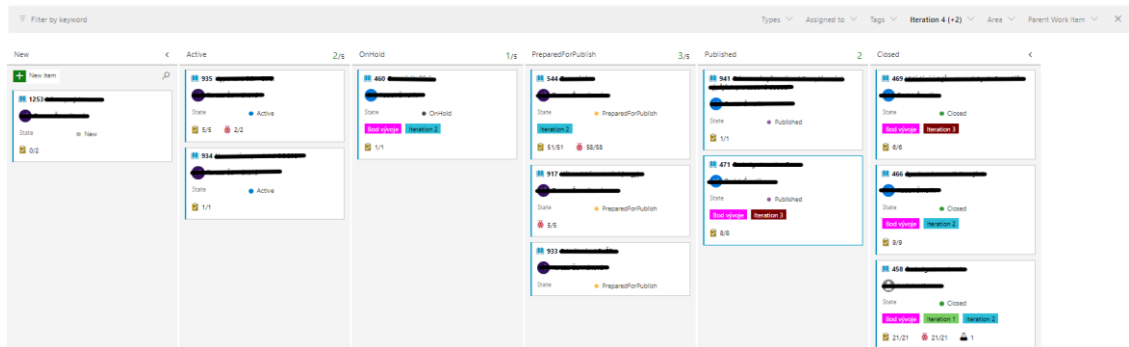 Filter by keyword
Types
Assigned to
Tags
Iteration 4 (+2)
Area
Parent Work Item
New
New item
1253
State
New
0/2
Active
2/5
935
State
Active
5/5
2/2
934
State
Active
1/1
OnHold
1/5
460
State
OnHold
Bod vývoje
Iteration 2
1/1
PreparedForPublish
3/5
544
State
PreparedForPublish
Iteration 2
51/51
58/58
917
State
PreparedForPublish
5/5
933
State
PreparedForPublish
Published
2
941
State
Published
1/1
471
State
Published
Bod vývoje
Iteration 3
8/8
Closed
469
State
Closed
Bod vývoje
Iteration 3
6/6
466
State
Closed
Bod vývoje
Iteration 2
9/9
458
State
Closed
Bod vývoje
Iteration 1
Iteration 2
21/21
21/21
1